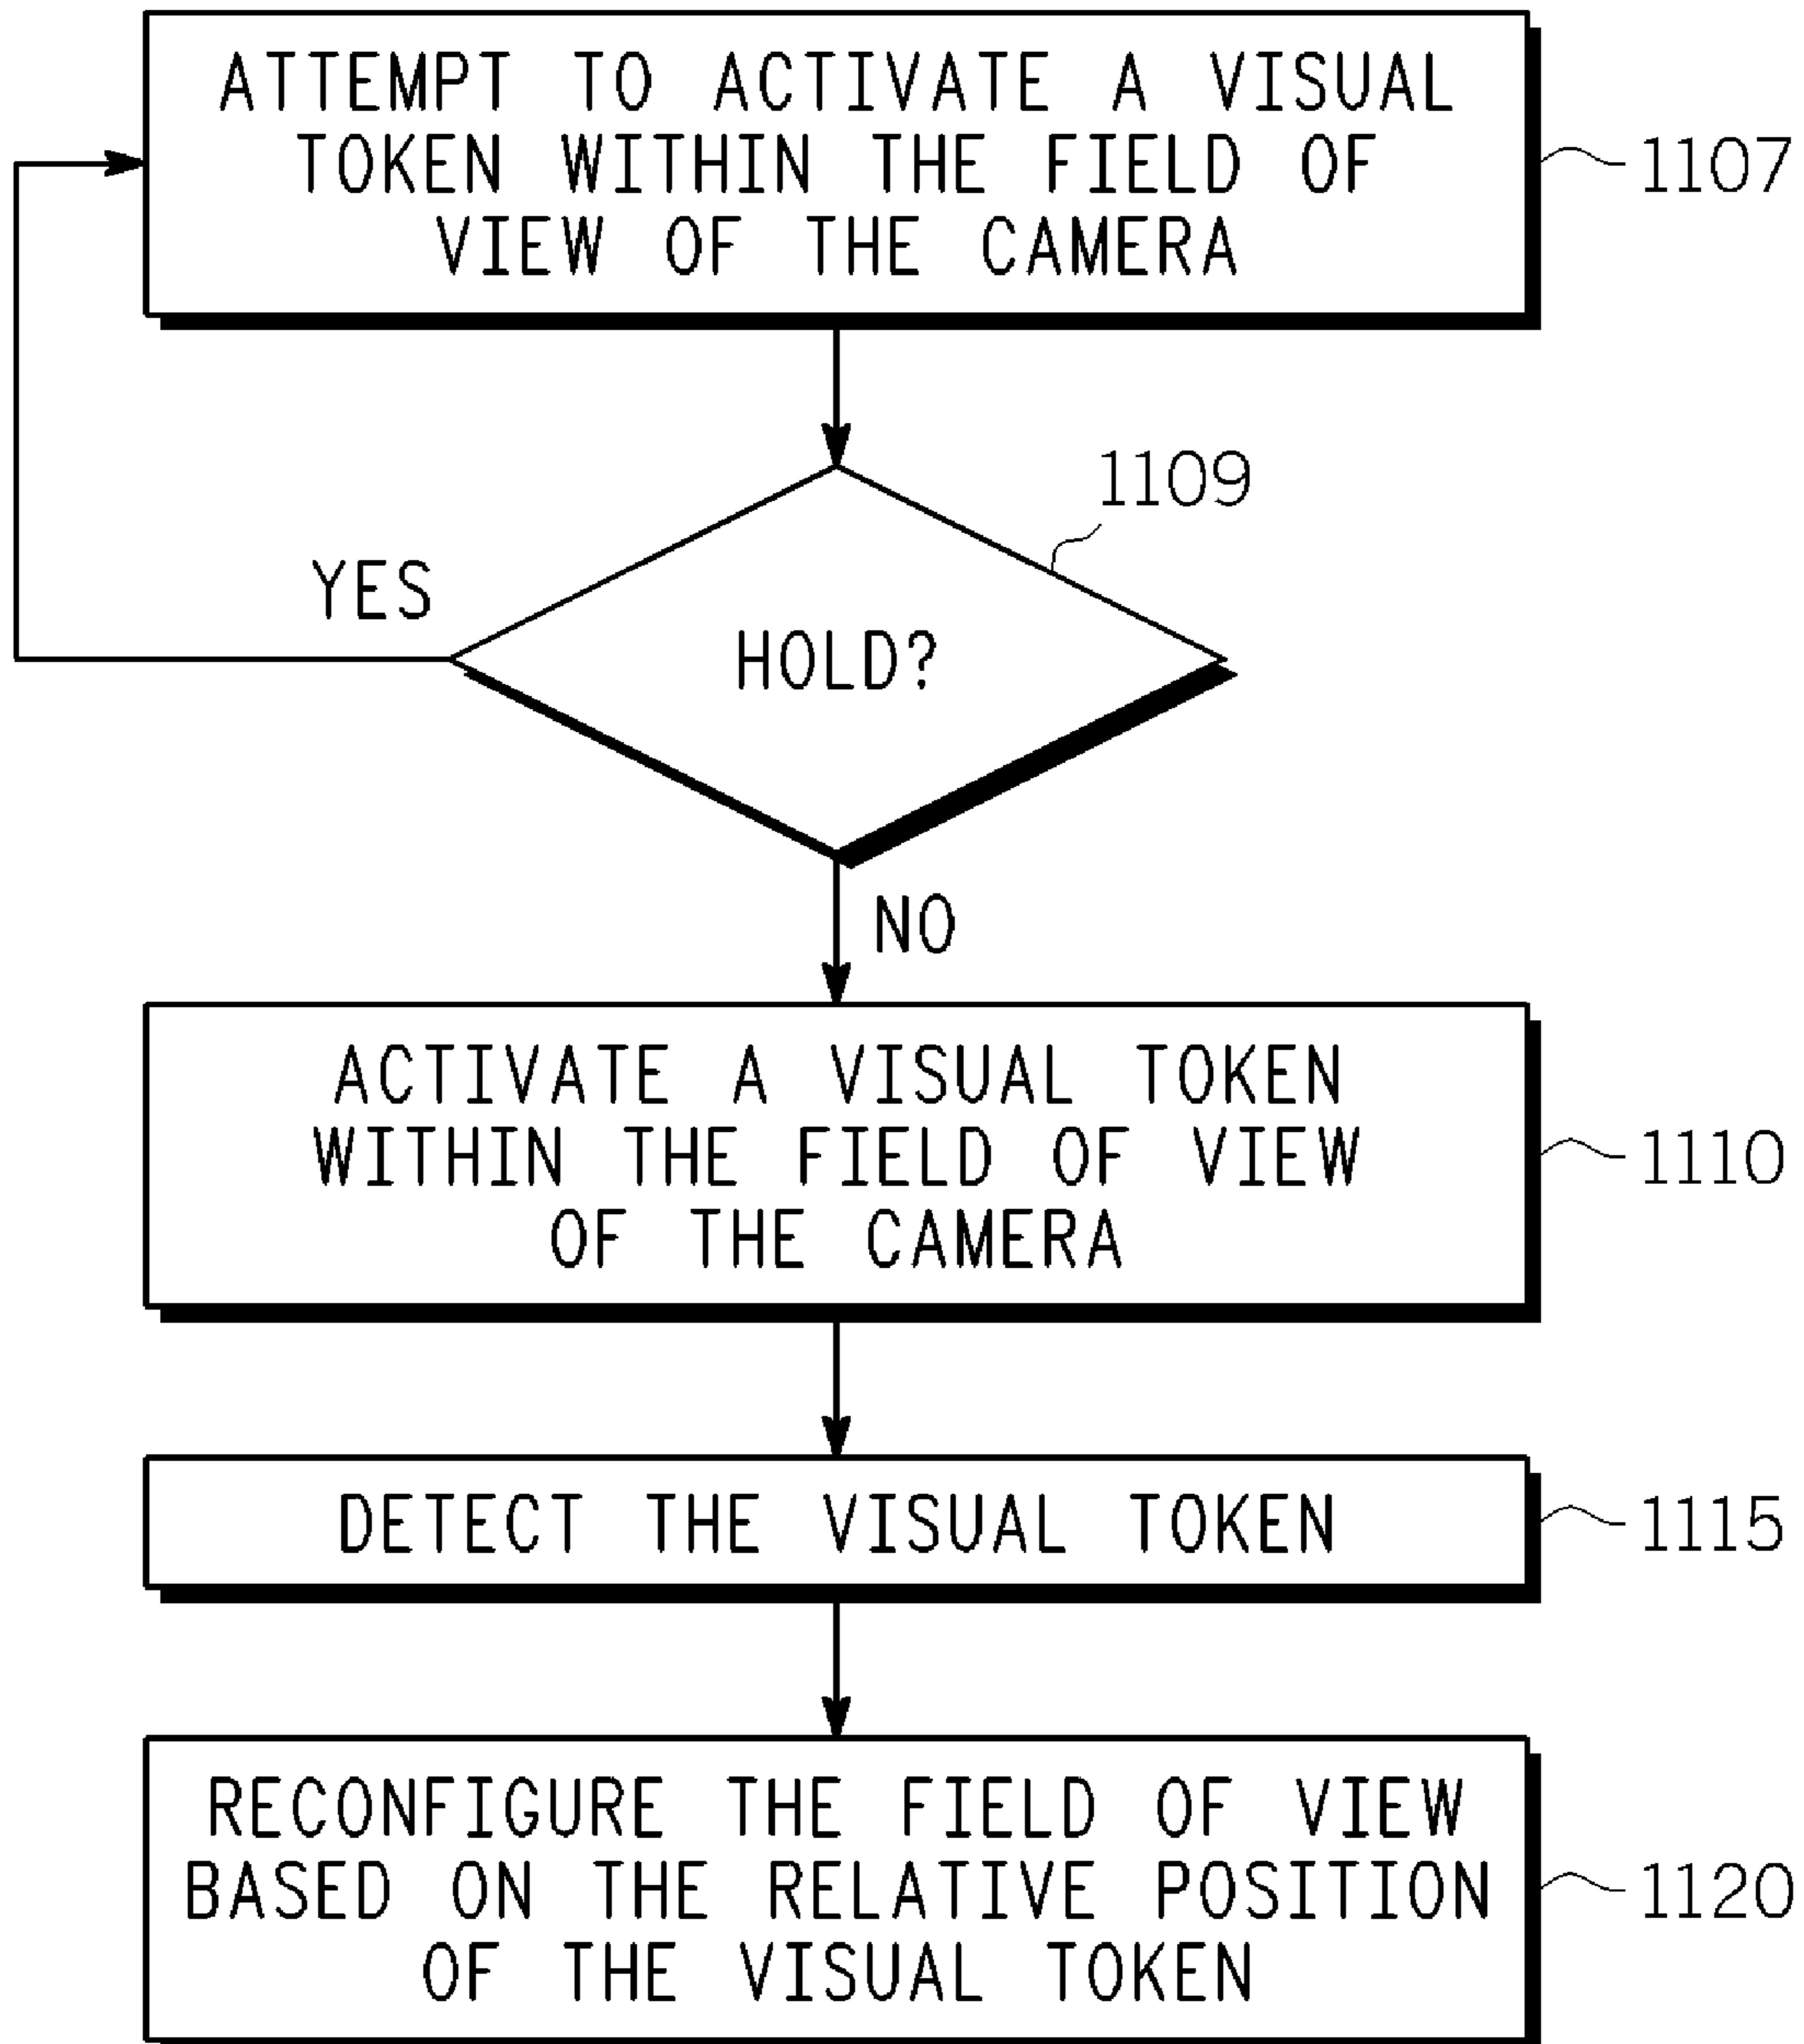 ATTEMPT TO ACTIVATE A VISUAL
TOKEN WITHIN THE FIELD OF
VIEW OF THE CAMERA
1107
1109
YES
HOLD?
NO
ACTIVATE A VISUAL TOKEN
WITHIN THE FIELD OF VIEW
OF THE CAMERA
1110
DETECT THE VISUAL TOKEN
1115
RECONFIGURE THE FIELD OF VIEW
BASED ON THE RELATIVE POSITION
OF THE VISUAL TOKEN
1120